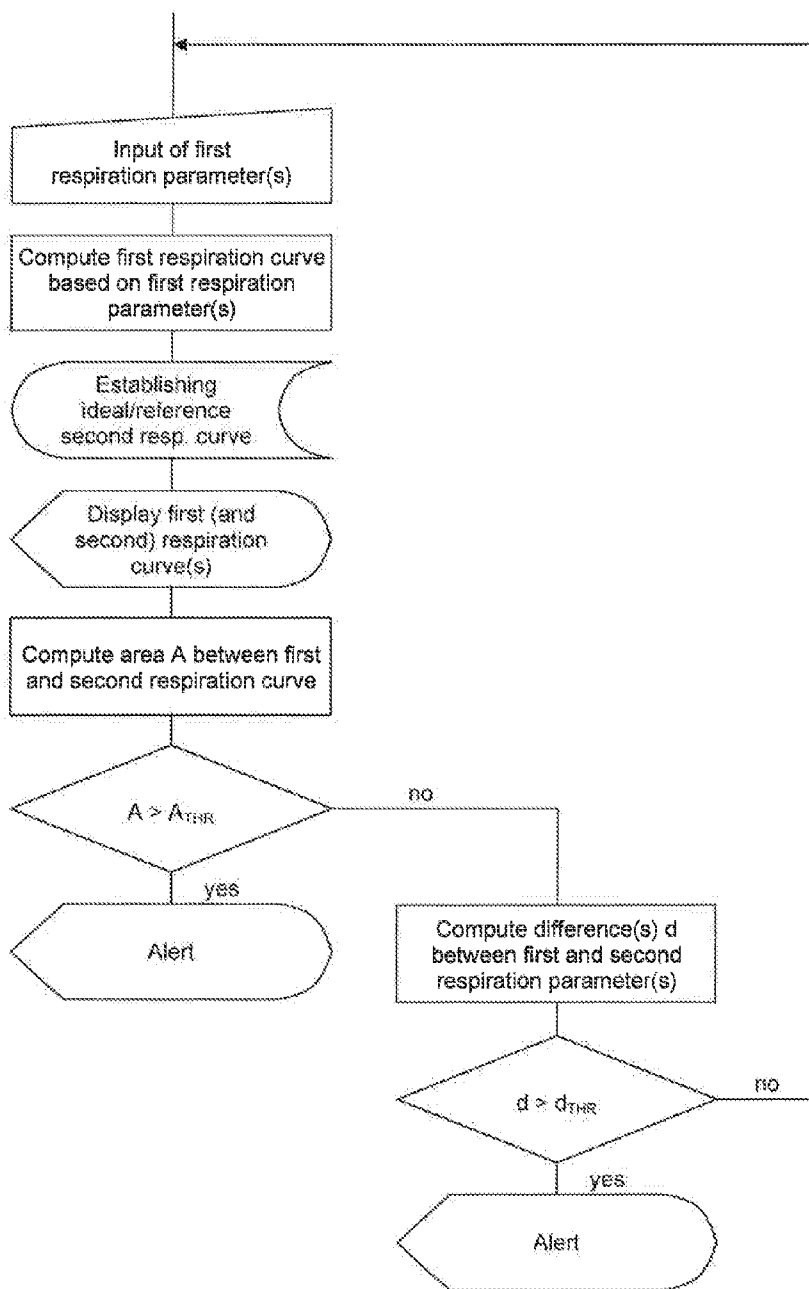 Input of first
respiration parameter(s)
Compute first respiration curve
based on first respiration
parameter(s)
Establishing
ideal/reference
second resp. curve
Display first (and
second) respiration
curve(s)
Compute area A between first
and second respiration curve
A > ATHR
no
yes
Alert
Compute difference(s) d
between first and second
respiration parameter(s)
d > dTHR
no
yes
Alert